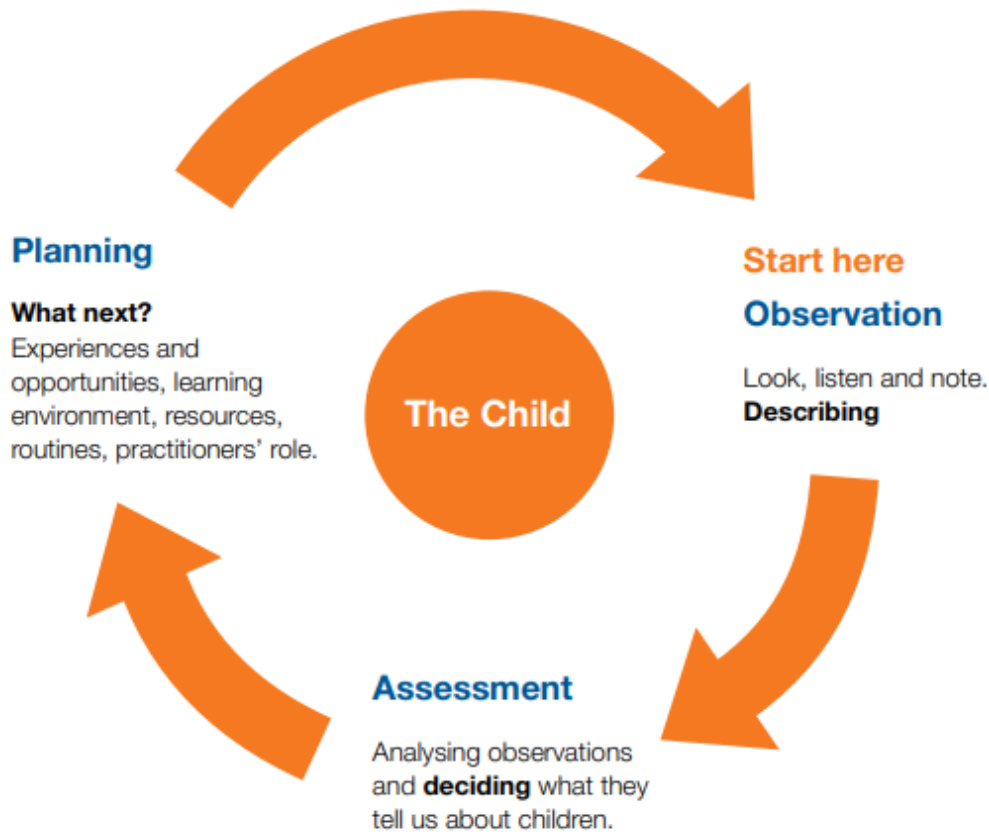 Planning
What next?
Experiences and
opportunities, learning
environment, resources,
routines, practitioners’ role.
The Child
Start here
Observation
Look, listen and note.
Describing
Assessment
Analysing observations
and deciding what they
tell us about children.